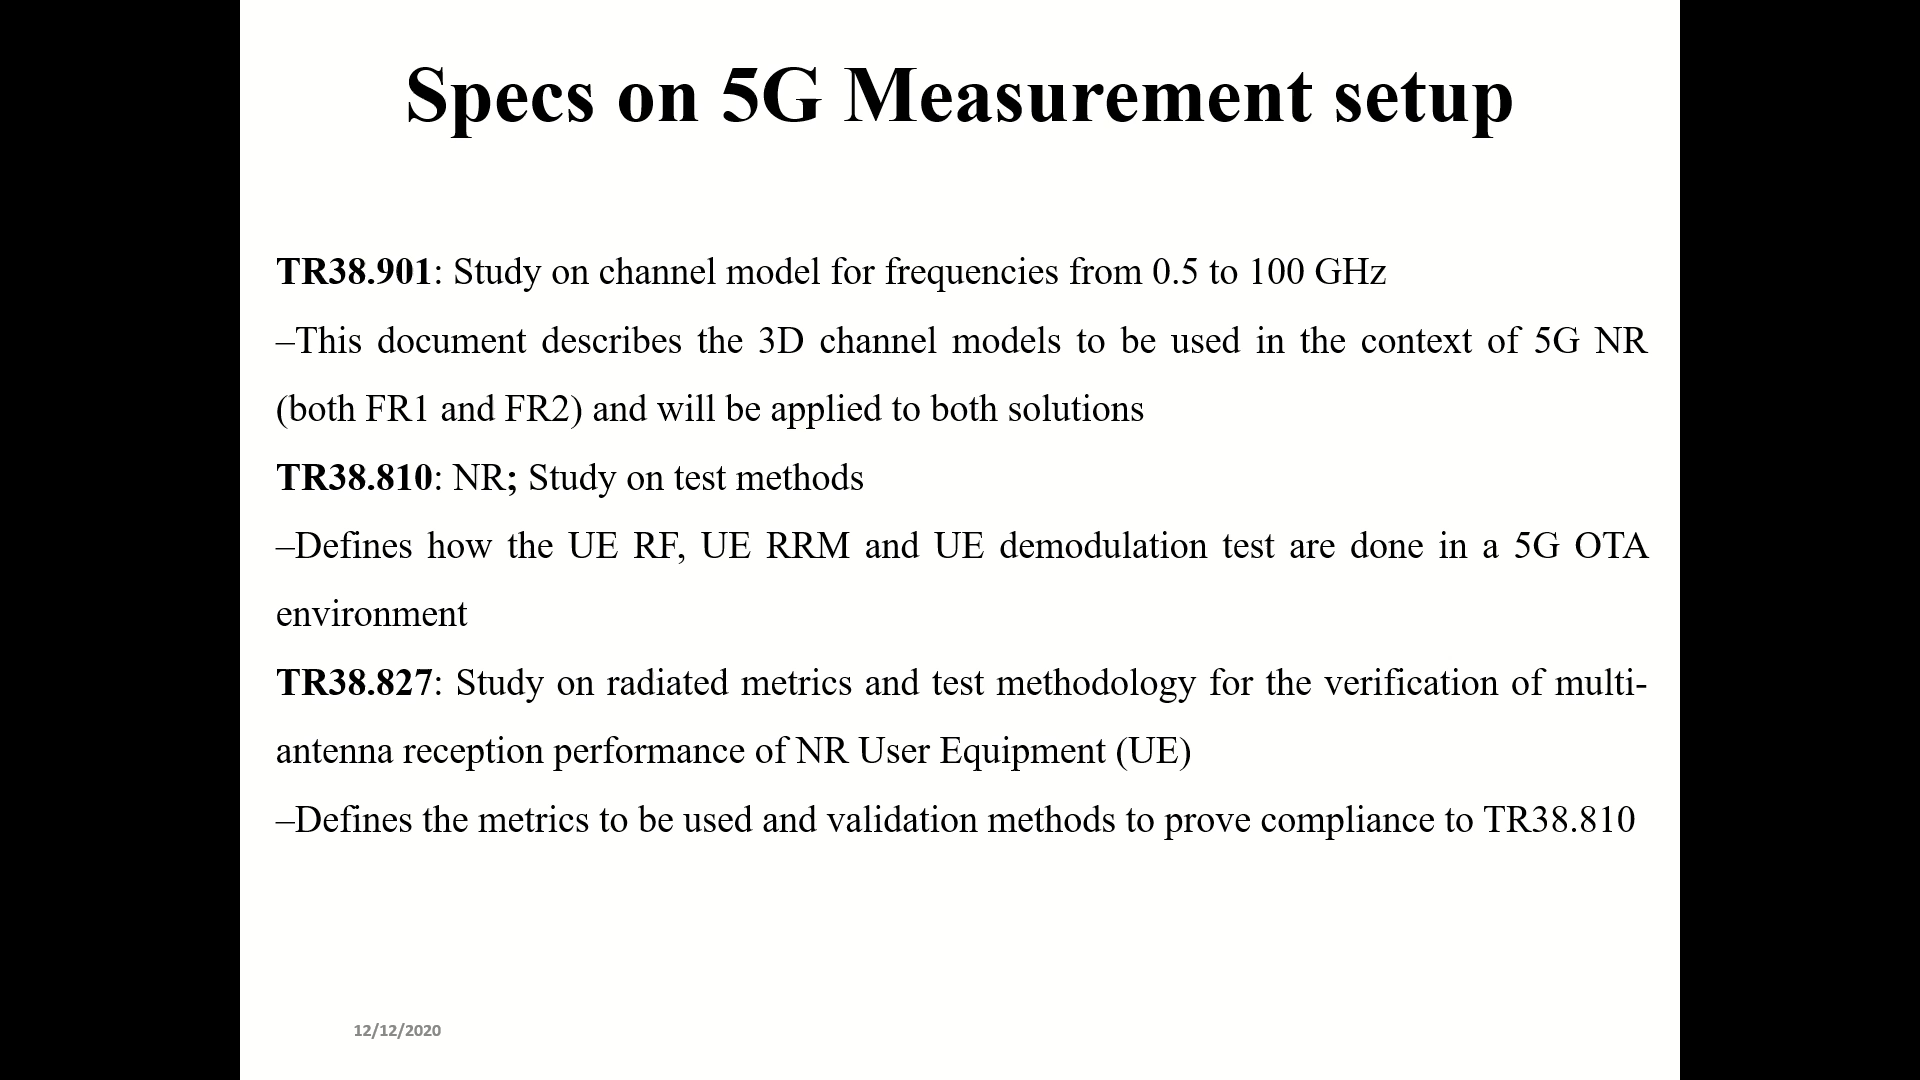 Specs on 5G Measurement setup
TR38.901: Study on channel model for frequencies from 0.5 to 100 GHz
–This document describes the 3D channel models to be used in the context of 5G NR
(both FR1 and FR2) and will be applied to both solutions
TR38.810: NR; Study on test methods
–Defines how the UE RF, UE RRM and UE demodulation test are done in a 5G OTA
environment
TR38.827: Study on radiated metrics and test methodology for the verification of multi-
antenna reception performance of NR User Equipment (UE)
–Defines the metrics to be used and validation methods to prove compliance to TR38.810
12/12/2020